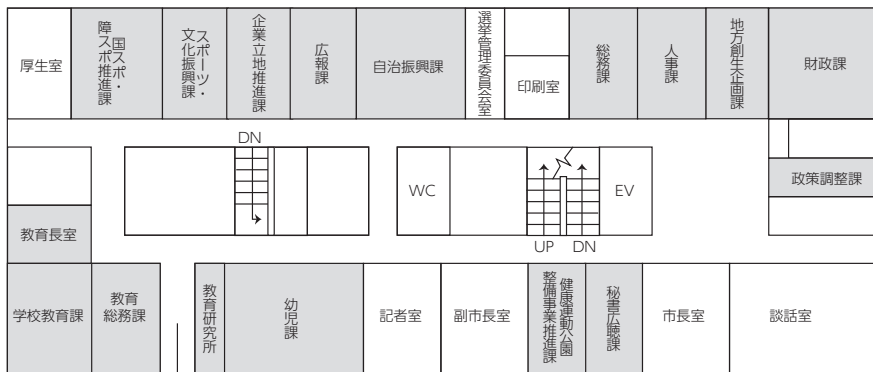 厚生室
国スポ・
障スポ推進課
スポーツ・
文化振興課
企業立地推進課
広報課
自治振興課
選挙管理委員会室
印刷室
総務課
人事課
地方創生企画課
財政課
DN
WC
EV
UP
DN
政策調整課
教育長室
学校教育課
教育
総務課
教育研究所
幼児課
記者室
副市長室
健康運動公園
整備事業推進課
秘書広聴課
市長室
談話室